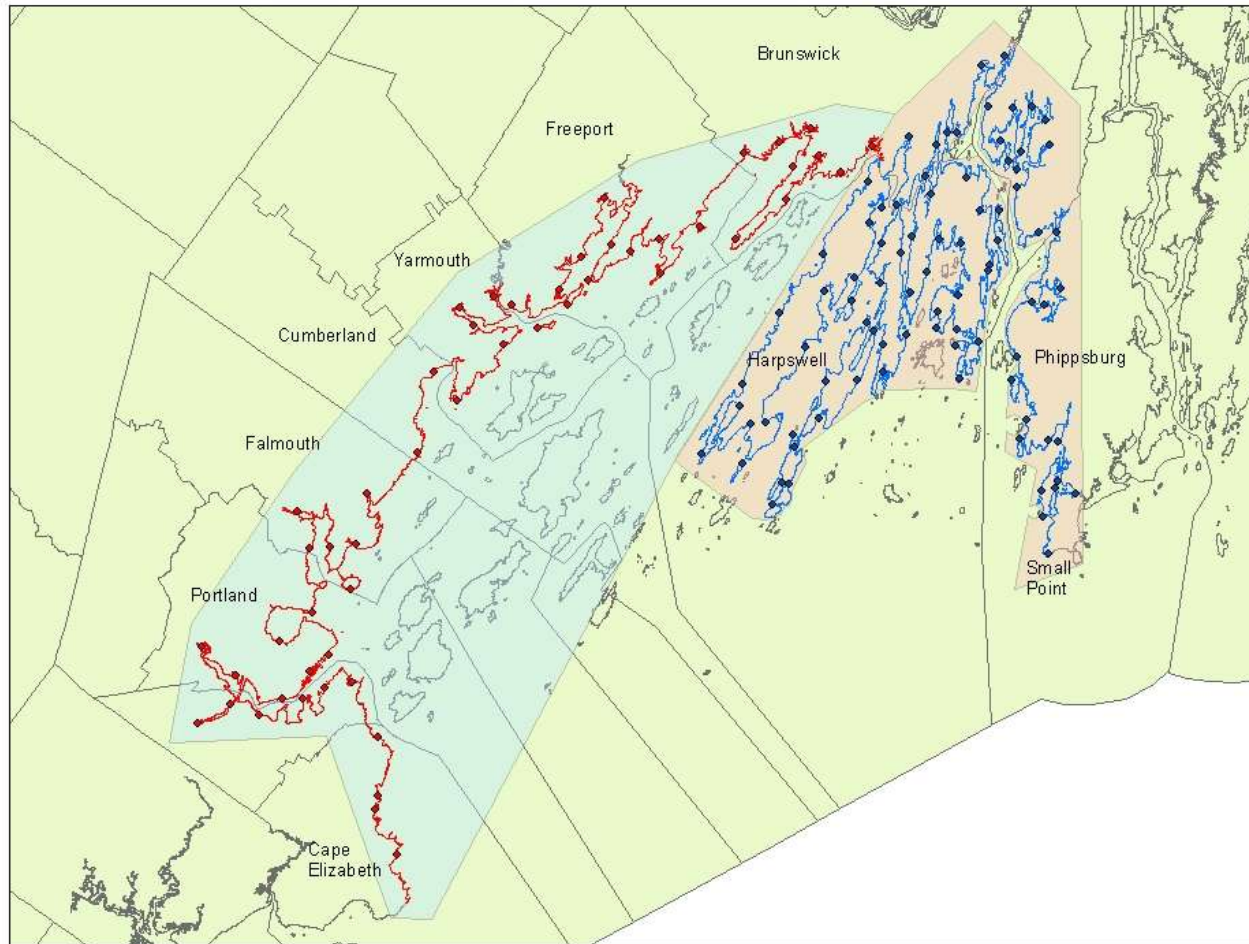 Brunswick
Freeport
Yarmouth
Cumberland
Harpswell
Phippsburg
Falmouth
Small
Point
Portland
Cape
Elizabeth